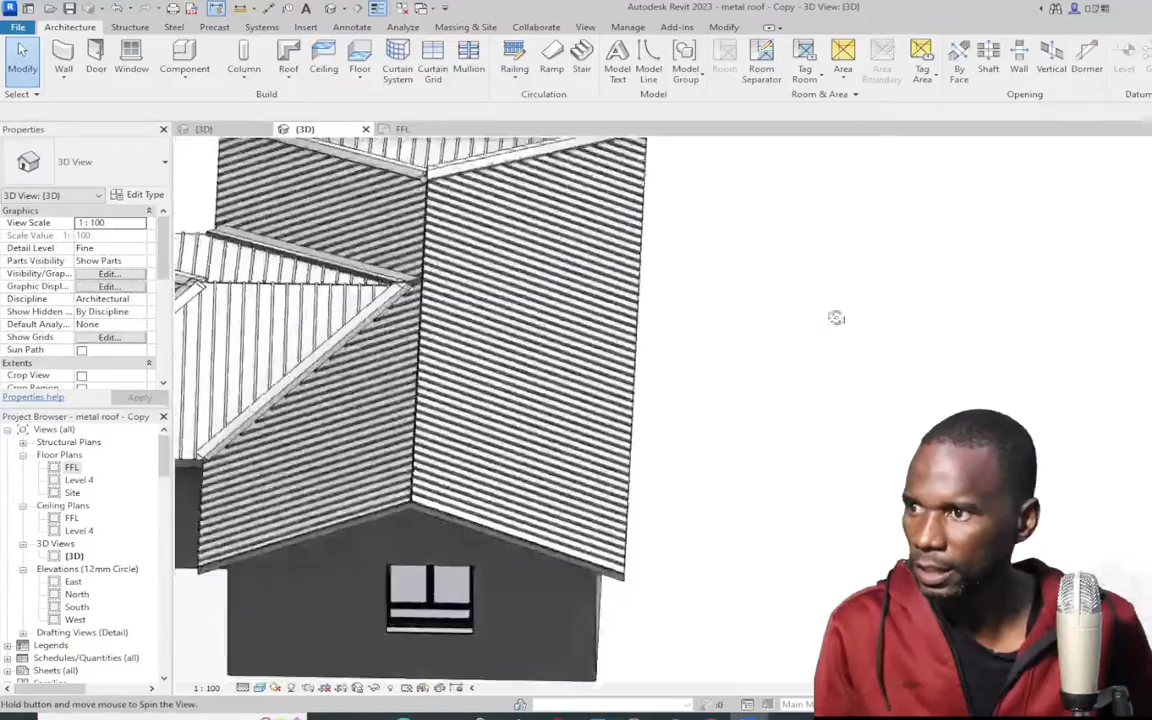 Autodesk Revit 2023 - metal roof - Copy - 3D View: {3D}
File Architecture Structure Steel Precast Systems Insert Annotate Analyze Massing & Site Collaborate View Manage Add-Ins Modify
Modify Wall Door Window Component Column Roof Ceiling Floor Curtain System Curtain Grid Mullion Railing Ramp Stair Model Text Model Line Model Group Room Room Separator Tag Room Area Area Boundary Tag Area By Face Shaft Wall Vertical Dormer Level
Select Build Circulation Model Room & Area Opening Datum
Properties {3D} {3D} FFL
3D View
3D View: {3D} Edit Type
Graphics
View Scale 1 : 100
Scale Value 1: 100
Detail Level Fine
Parts Visibility Show Parts
Visibility/Grap... Edit...
Graphic Displ... Edit...
Discipline Architectural
Show Hidden ... By Discipline
Default Analy... None
Show Grids Edit...
Sun Path
Extents
Crop View
Crop Region
Properties help Apply
Project Browser - metal roof - Copy
Views (all)
Structural Plans
Floor Plans
FFL
Level 4
Site
Ceiling Plans
FFL
Level 4
3D Views
{3D}
Elevations (12mm Circle)
East
North
South
West
Drafting Views (Detail)
Legends
Schedules/Quantities (all)
Sheets (all)
1 : 100
Hold button and move mouse to Spin the View. :0 Main M